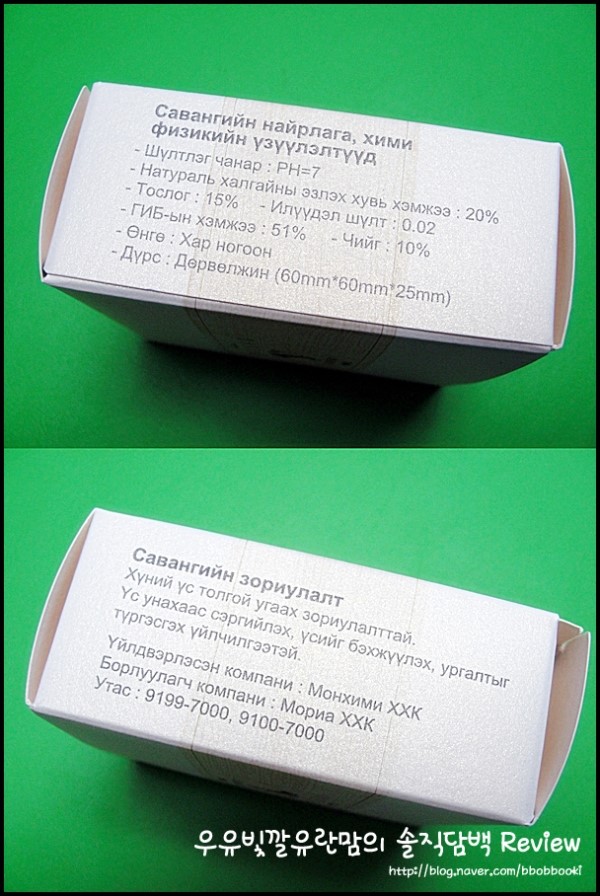 Савангийн найрлага, хими
физикийн үзүүлэлтүүд
- Шүлтлэг чанар : PH=7
- Натураль халгайны эзлэх хувь хэмжээ : 20%
- Тослог : 15% - Илүүдэл шүлт : 0.02
- ГИБ-ын хэмжээ : 51% - Чийг : 10%
- Өнгө : Хар ногоон
- Дүрс : Дөрвөлжин (60mm*60mm*25mm)
Савангийн зориулалт
Хүний үс толгой угаах зориулалттай.
Үс унахаас сэргийлэх, үсийг бэхжүүлэх, ургалтыг
түргэсгэх үйлчилгээтэй.
Үйлдвэрлэсэн компани : Монхими ХХК
Борлуулагч компани : Мориа ХХК
Утас : 9199-7000, 9100-7000
우유빛깔유란맘의 솔직담백 Review
http://blog.naver.com/bbobbooki